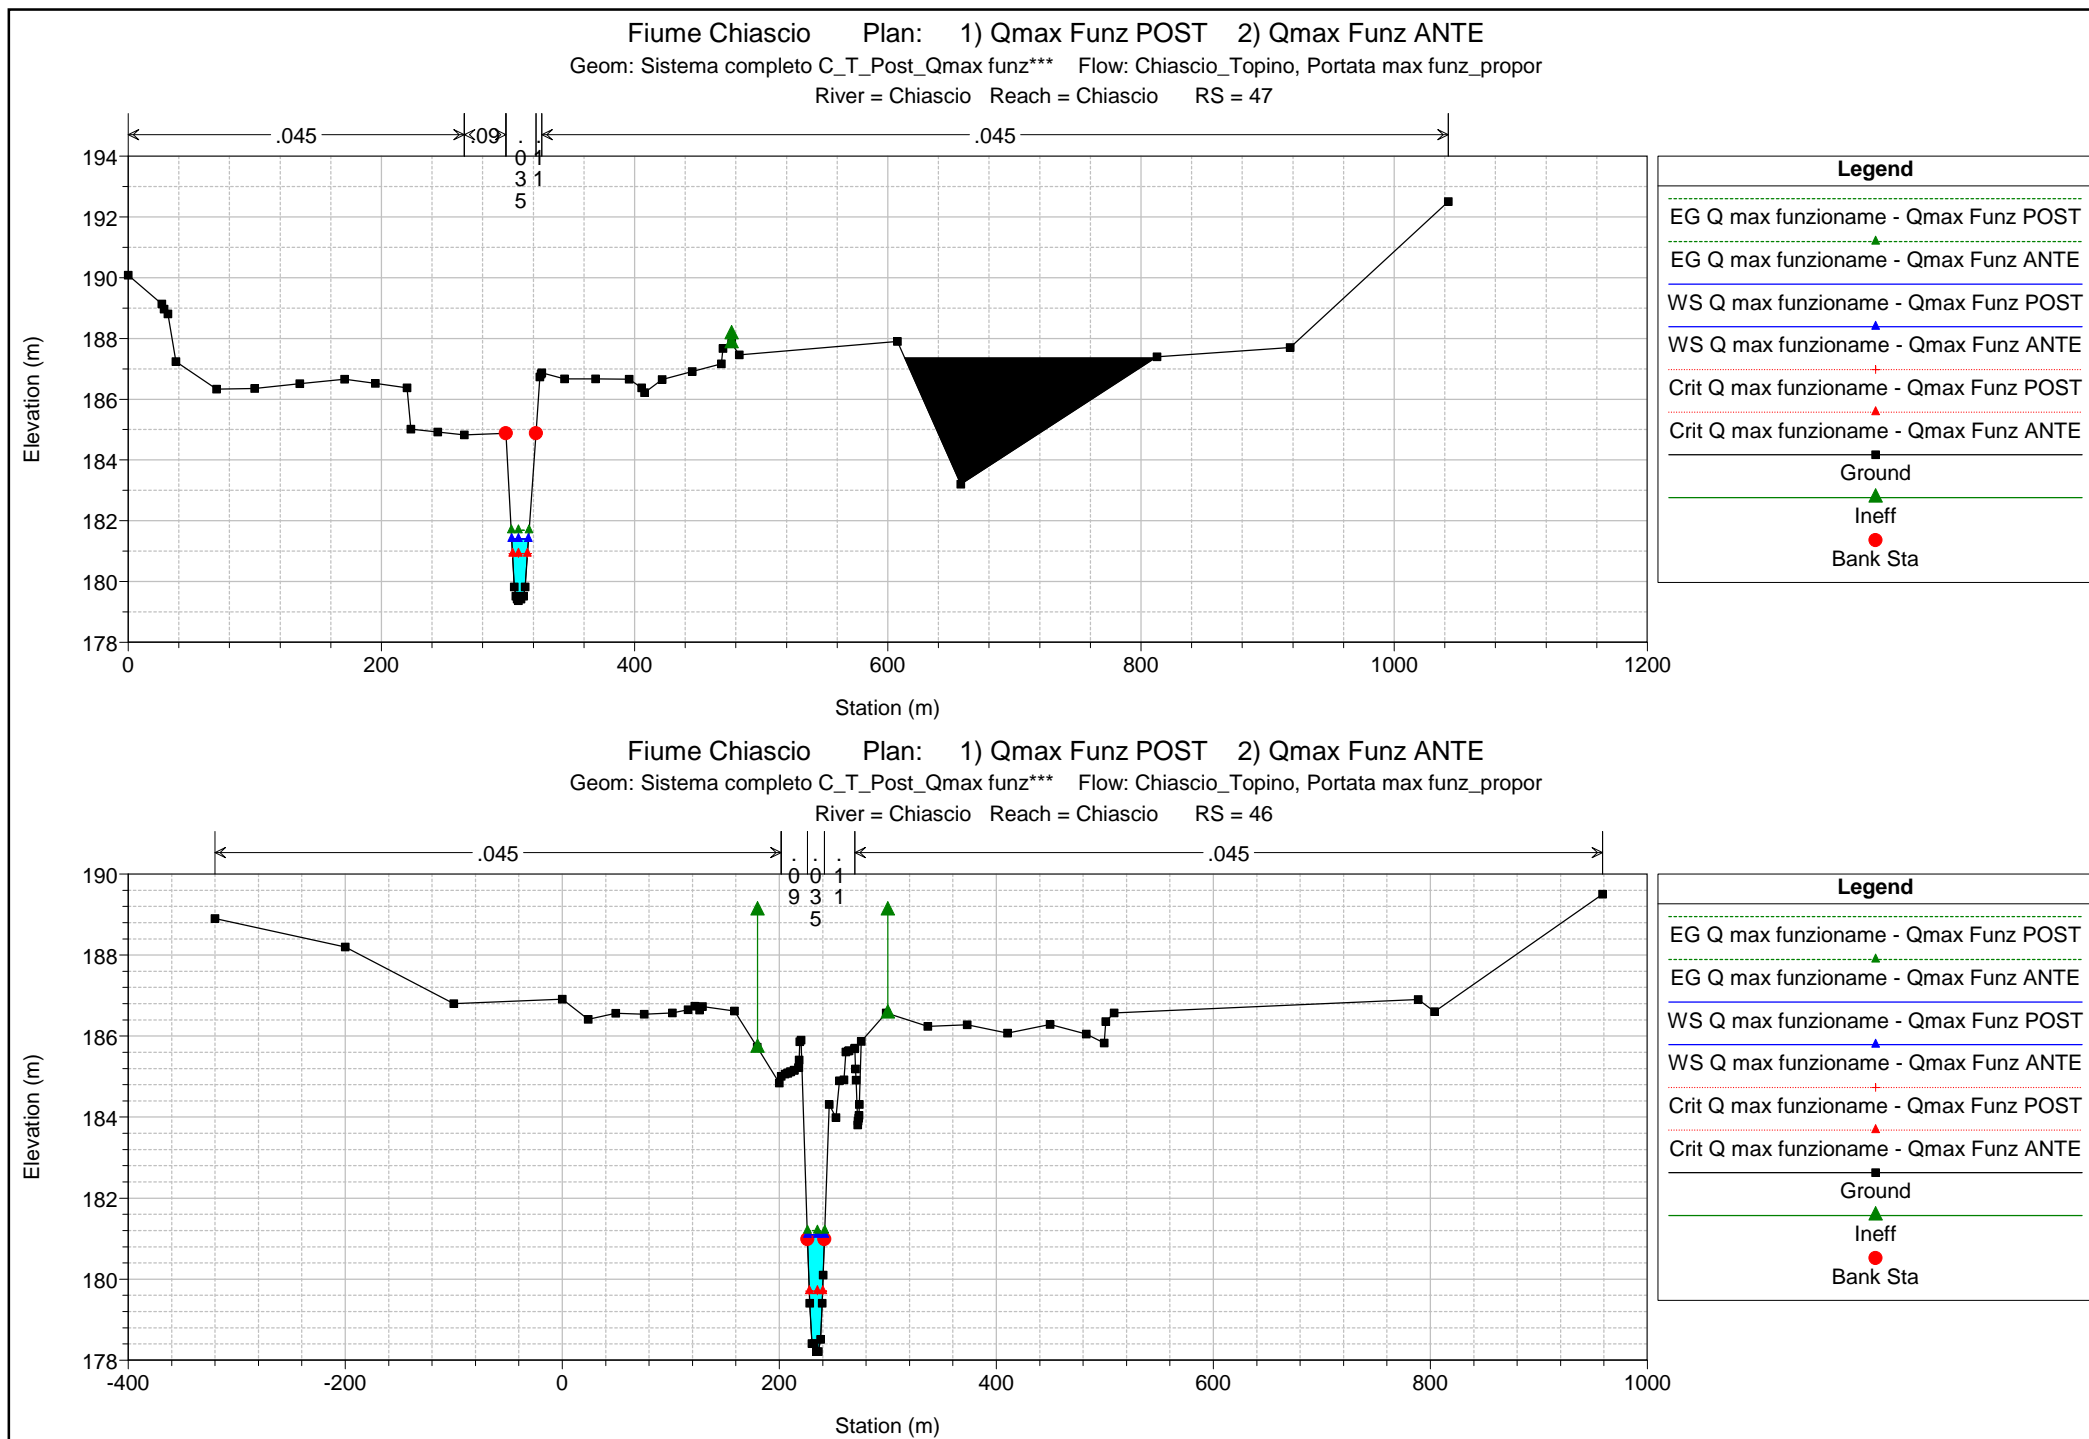 Fiume Chiascio Plan: 1) Qmax Funz POST 2) Qmax Funz ANTE
Geom: Sistema completo C_T_Post_Qmax funz*** Flow: Chiascio_Topino, Portata max funz_propor
River = Chiascio Reach = Chiascio RS = 47
.045 .09 .035 .11 .045
194
192
190
188
186
184
182
180
178
Elevation (m)
0 200 400 600 800 1000 1200
Station (m)
Legend
EG Q max funzioname - Qmax Funz POST
EG Q max funzioname - Qmax Funz ANTE
WS Q max funzioname - Qmax Funz POST
WS Q max funzioname - Qmax Funz ANTE
Crit Q max funzioname - Qmax Funz POST
Crit Q max funzioname - Qmax Funz ANTE
Ground
Ineff
Bank Sta
Fiume Chiascio Plan: 1) Qmax Funz POST 2) Qmax Funz ANTE
Geom: Sistema completo C_T_Post_Qmax funz*** Flow: Chiascio_Topino, Portata max funz_propor
River = Chiascio Reach = Chiascio RS = 46
.045 .09 .035 .11 .045
190
188
186
184
182
180
178
Elevation (m)
-400 -200 0 200 400 600 800 1000
Station (m)
Legend
EG Q max funzioname - Qmax Funz POST
EG Q max funzioname - Qmax Funz ANTE
WS Q max funzioname - Qmax Funz POST
WS Q max funzioname - Qmax Funz ANTE
Crit Q max funzioname - Qmax Funz POST
Crit Q max funzioname - Qmax Funz ANTE
Ground
Ineff
Bank Sta